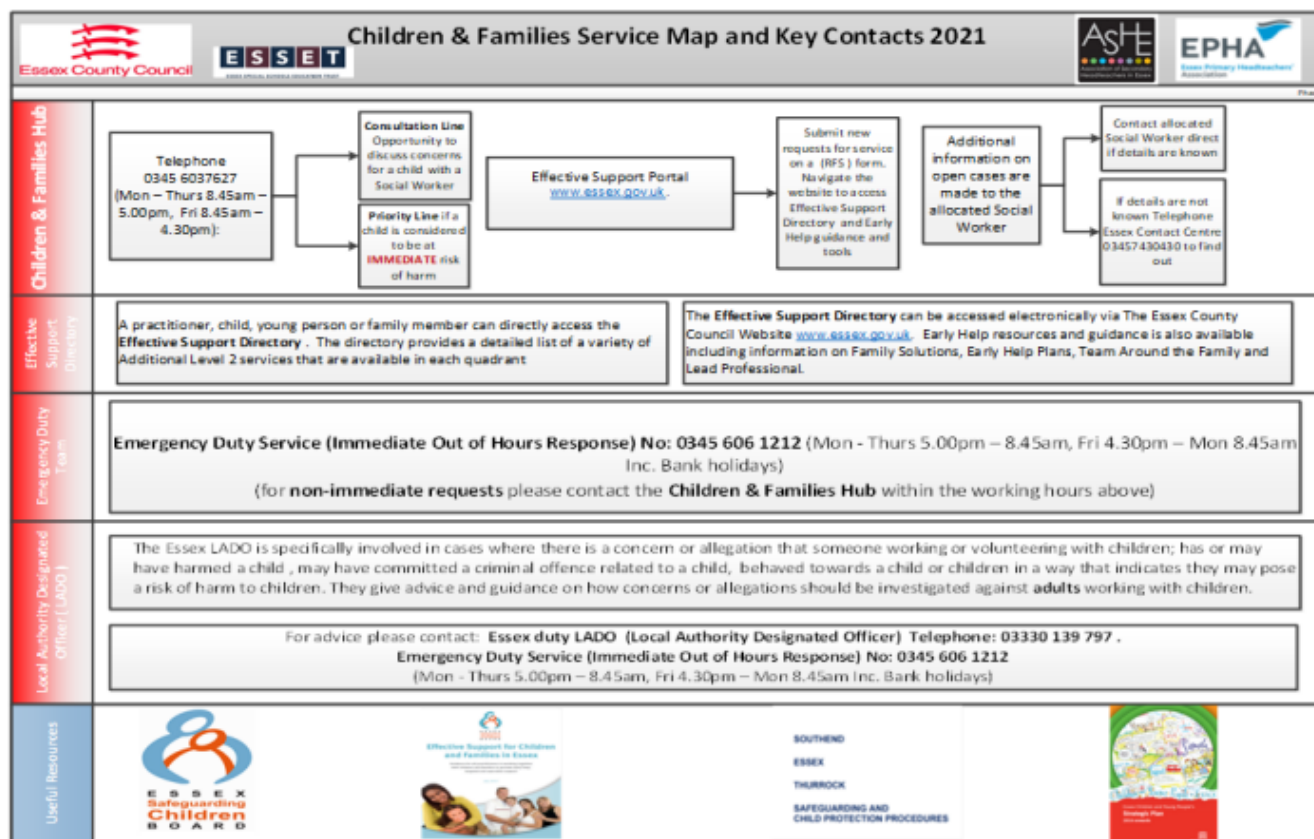 Children & Families Service Map and Key Contacts 2021
Essex County Council
ESSET
ESSEX SPECIAL SCHOOLS EDUCATION TRUST
ASHE
Association of Secondary
Headteachers in Essex
EPHA
Essex Primary Headteachers'
Association
Children & Families Hub
Telephone
0345 6037627
(Mon – Thurs 8.45am –
5.00pm, Fri 8.45am –
4.30pm):
Consultation Line
Opportunity to
discuss concerns
for a child with a
Social Worker
Priority Line if a
child is considered
to be at
IMMEDIATE risk
of harm
Effective Support Portal
www.essex.gov.uk .
Submit new
requests for service
on a (RFS ) form.
Navigate the
website to access
Effective Support
Directory and Early
Help guidance and
tools
Additional
information on
open cases are
made to the
allocated Social
Worker
Contact allocated
Social Worker direct
if details are known
If details are not
known Telephone
Essex Contact Centre
03457430430 to find
out
Effective
Support
Directory
A practitioner, child, young person or family member can directly access the
Effective Support Directory . The directory provides a detailed list of a variety of
Additional Level 2 services that are available in each quadrant
The Effective Support Directory can be accessed electronically via The Essex County
Council Website www.essex.gov.uk. Early Help resources and guidance is also available
including information on Family Solutions, Early Help Plans, Team Around the Family and
Lead Professional.
Emergency Duty
Team
Emergency Duty Service (Immediate Out of Hours Response) No: 0345 606 1212 (Mon - Thurs 5.00pm – 8.45am, Fri 4.30pm – Mon 8.45am
Inc. Bank holidays)
(for non-immediate requests please contact the Children & Families Hub within the working hours above)
Local Authority Designated
Officer ( LADO )
The Essex LADO is specifically involved in cases where there is a concern or allegation that someone working or volunteering with children; has or may
have harmed a child , may have committed a criminal offence related to a child, behaved towards a child or children in a way that indicates they may pose
a risk of harm to children. They give advice and guidance on how concerns or allegations should be investigated against adults working with children.
For advice please contact: Essex duty LADO (Local Authority Designated Officer) Telephone: 03330 139 797 .
Emergency Duty Service (Immediate Out of Hours Response) No: 0345 606 1212
(Mon - Thurs 5.00pm – 8.45am, Fri 4.30pm – Mon 8.45am Inc. Bank holidays)
Useful Resources
ESSEX
Safeguarding
Children
BOARD
Effective Support for Children
and Families in Essex
SOUTHEND
ESSEX
THURROCK
SAFEGUARDING AND
CHILD PROTECTION PROCEDURES
Strategic Plan